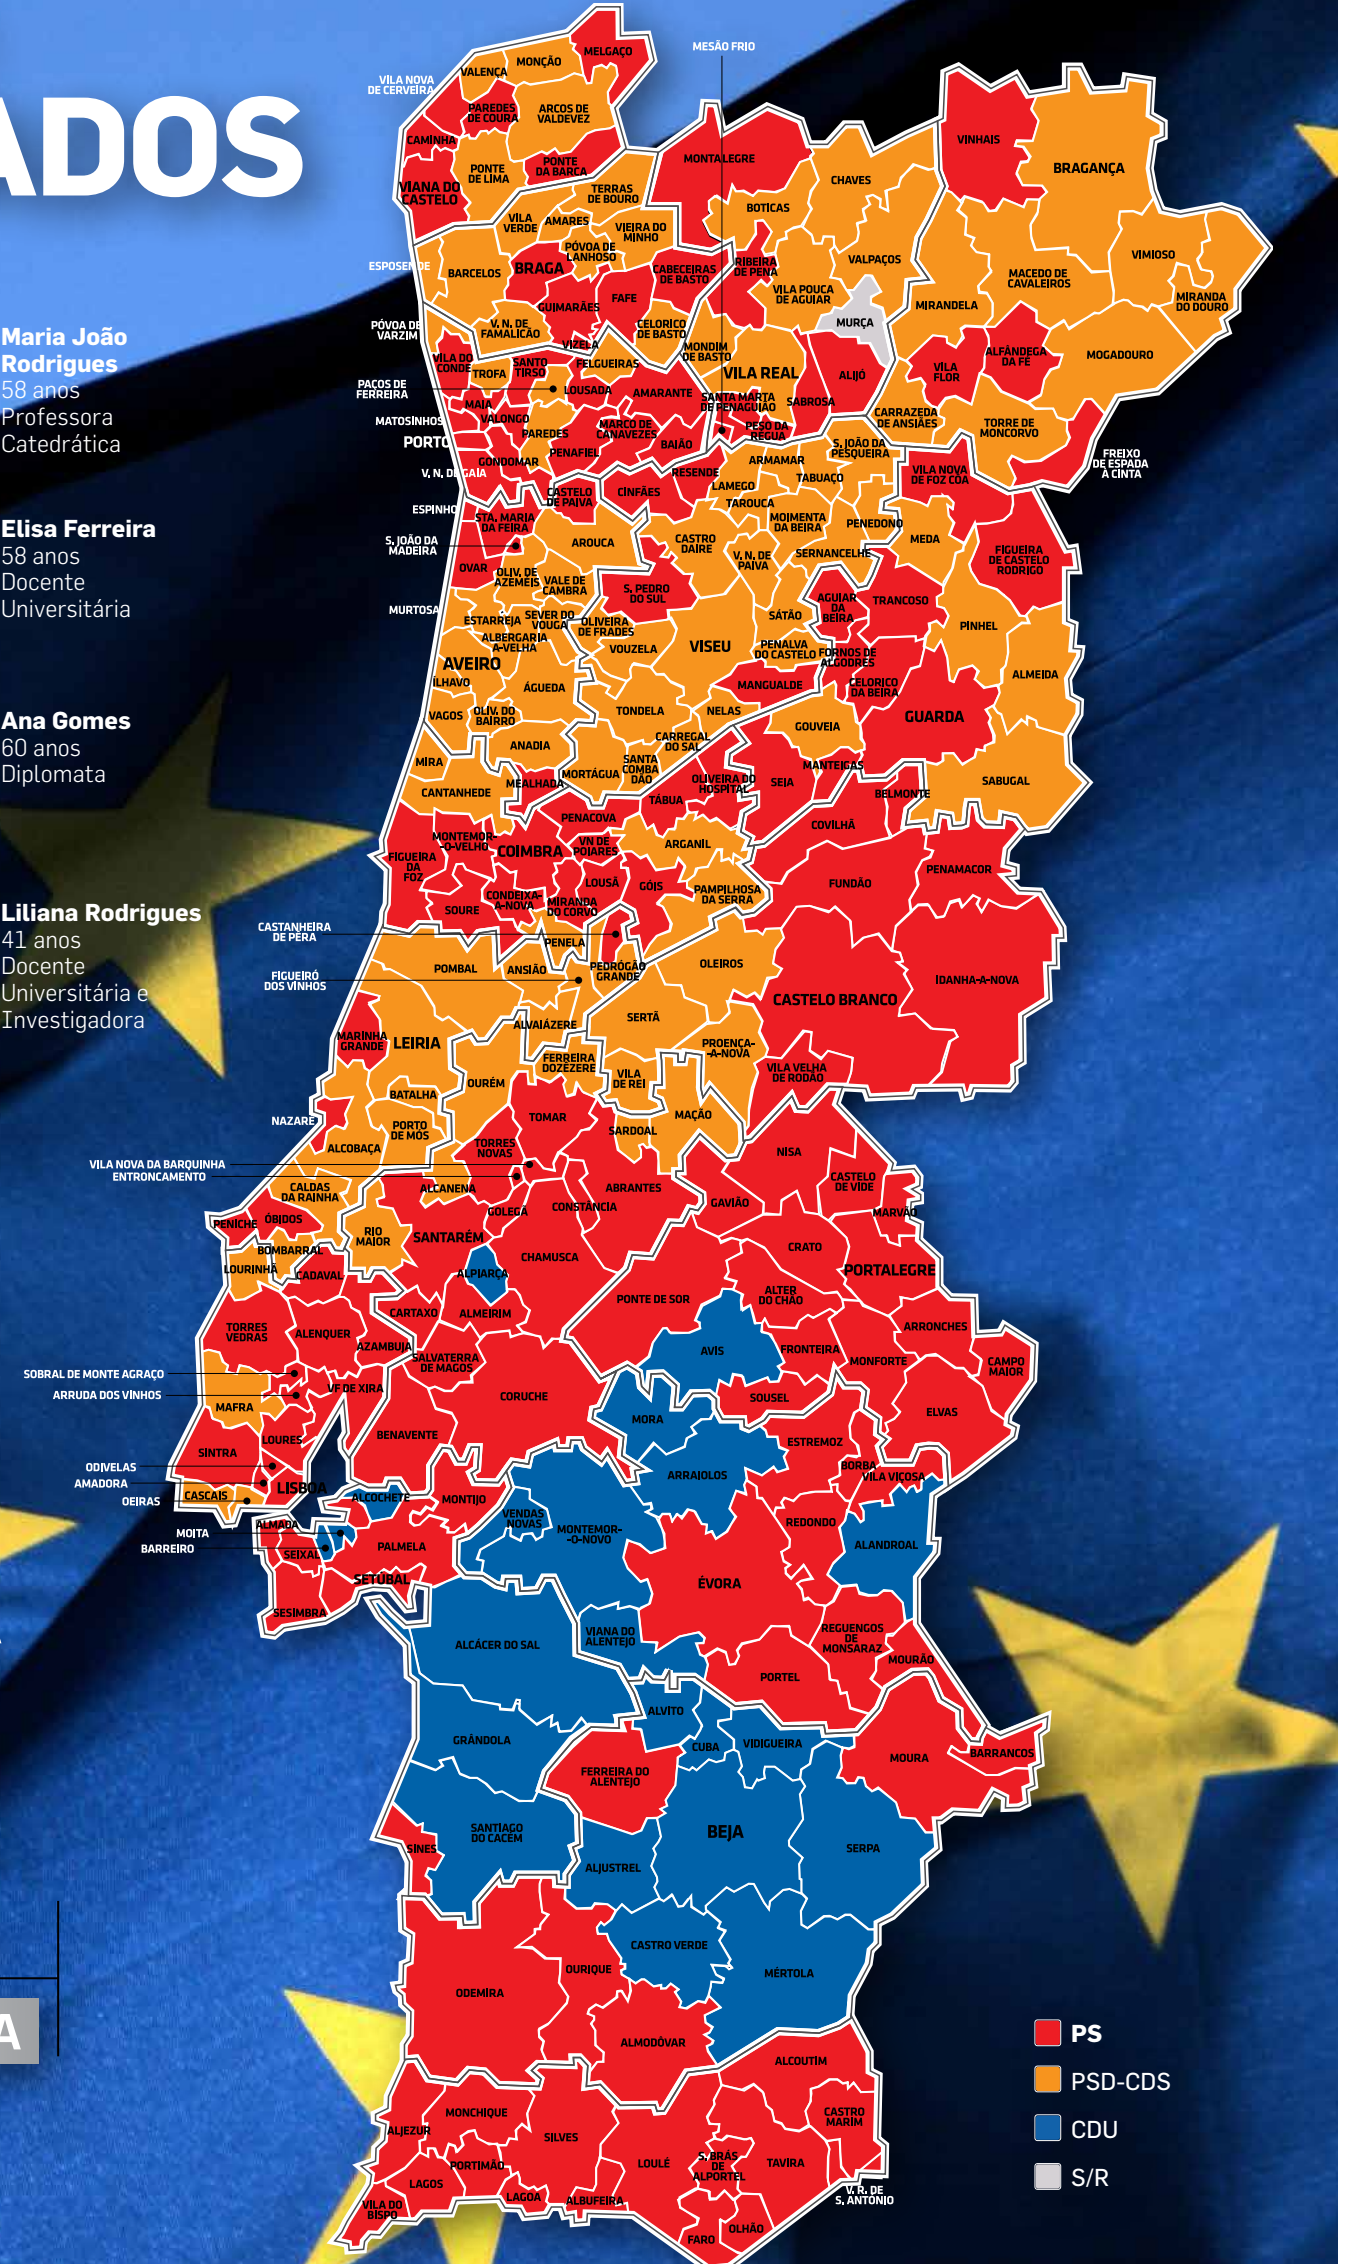 ADOS
Maria João
Rodrigues
58 anos
Professora
Catedrática
Elisa Ferreira
58 anos
Docente
Universitária
Ana Gomes
60 anos
Diplomata
Liliana Rodrigues
41 anos
Docente
Universitária e
Investigadora
A
MELGAÇO
MONÇÃO
VALENÇA
VILA NOVA
DE CERVEIRA
PAREDES
DE COURA
ARCOS DE
VALDEVEZ
CAMINHA
PONTE
DE LIMA
PONTE
DA BARCA
VIANA DO
CASTELO
MESÃO FRIO
MONTALEGRE
CHAVES
BOTICAS
VINHAIS
BRAGANÇA
TERRAS
DE BOURO
VILA
VERDE
AMARES
VIEIRA DO
MINHO
PÓVOA DE
LANHOSO
ESPOSENDE
BARCELOS
BRAGA
CABECEIRAS
DE BASTO
RIBEIRA
DE PENA
VALPAÇOS
VIMIOSO
MACEDO DE
CAVALEIROS
MIRANDA
DO DOURO
MIRANDELA
GUIMARÃES
FAFE
VILA POUCA
DE AGUIAR
MURÇA
V. N. DE
FAMALICÃO
CELORICO
DE BASTO
PÓVOA DE
VARZIM
VIZELA
MONDIM
DE BASTO
MOGADOURO
ALFÂNDEGA
DA FÉ
VILA
FLOR
VILA DO
CONDE
TROFA
SANTO
TIRSO
FELGUEIRAS
VILA REAL
ALIJÓ
PAÇOS DE
FERREIRA
LOUSADA
AMARANTE
SANTA MARTA
DE PENAGUIÃO
SABROSA
CARRAZEDA
DE ANSIÃES
TORRE DE
MONCORVO
MAIA
MATOSINHOS
VALONGO
PAREDES
MARCO DE
CANAVEZES
PESO DA
RÉGUA
PORTO
PENAFIEL
BAIÃO
S. JOÃO DA
PESQUEIRA
FREIXO
DE ESPADA
À CINTA
GONDOMAR
V. N. DE GAIA
RESENDE
ARMAMAR
TABUAÇO
LAMEGO
VILA NOVA
DE FOZ CÔA
CASTELO
DE PAIVA
CINFÃES
TAROUCA
ESPINHO
STA. MARIA
DA FEIRA
MOIMENTA
DA BEIRA
PENEDONO
MEDA
S. JOÃO DA
MADEIRA
AROUCA
CASTRO
DAIRE
V. N. DE
PAIVA
SERNANCELHE
FIGUEIRA
DE CASTELO
RODRIGO
OVAR
OLIV. DE
AZEMÉIS
VALE DE
CAMBRA
S. PEDRO
DO SUL
AGUIAR
DA
BEIRA
TRANCOSO
MURTOSA
ESTARREJA
SEVER DO
VOUGA
OLIVEIRA
DE FRADES
SÁTÃO
PINHEL
ALBERGARIA
A-VELHA
VOUZELA
VISEU
PENALVA
DO CASTELO
FORNOS DE
ALGODRES
AVEIRO
ÍLHAVO
ÁGUEDA
MANGUALDE
CELORICO
DA BEIRA
ALMEIDA
VAGOS
OLIV. DO
BAIRRO
TONDELA
NELAS
GOUVEIA
GUARDA
ANADIA
CARREGAL
DO SAL
MIRA
MORTÁGUA
SANTA
COMBA
DÃO
MANTEIGAS
CANTANHEDE
MEALHADA
OLIVEIRA DO
HOSPITAL
SEIA
SABUGAL
TÁBUA
BELMONTE
PENACOVA
COVILHÃ
MONTEMOR-
-O-VELHO
COIMBRA
VN DE
POIARES
ARGANIL
FIGUEIRA
DA
FOZ
PENAMACOR
LOUSÃ
GÓIS
PAMPILHOSA
DA SERRA
FUNDÃO
SOURE
CONDEIXA-
A-NOVA
MIRANDA
DO CORVO
CASTANHEIRA
DE PÊRA
PENELA
POMBAL
ANSIÃO
PEDRÓGÃO
GRANDE
OLEIROS
IDANHA-A-NOVA
FIGUEIRÓ
DOS VINHOS
CASTELO BRANCO
SERTÃ
ALVAIÁZERE
MARINHA
GRANDE
LEIRIA
PROENÇA-
-A-NOVA
FERREIRA
DOZÊZERE
VILA
DE REI
VILA VELHA
DE RODÃO
OURÉM
BATALHA
MAÇÃO
NAZARÉ
TOMAR
PORTO
DE MÓS
SARDOAL
ALCOBAÇA
TORRES
NOVAS
NISA
VILA NOVA DA BARQUINHA
ENTRONCAMENTO
CALDAS
DA RAINHA
ALCANENA
ABRANTES
CASTELO
DE VIDE
GAVIÃO
CONSTÂNCIA
GOLEGÃ
MARVÃO
PENICHE
ÓBIDOS
RIO
MAIOR
SANTARÉM
CRATO
BOMBARRAL
CHAMUSCA
LOURINHÃ
CADAVAL
ALPIARÇA
PORTALEGRE
PONTE DE SOR
ALTER
DO CHÃO
CARTAXO
ALMEIRIM
TORRES
VEDRAS
ALENQUER
ARRONCHES
AZAMBUJA
AVIS
FRONTEIRA
MONFORTE
SALVATERRA
DE MAGOS
CAMPO
MAIOR
SOBRAL DE MONTE AGRAÇO
VF DE XIRA
ARRUDA DOS VINHOS
CORUCHE
SOUSEL
MAFRA
MORA
ELVAS
BENAVENTE
LOURES
ESTREMOZ
SINTRA
BORBA
ODIVELAS
ARRAIOLOS
VILA VIÇOSA
AMADORA
LISBOA
CASCAIS
OEIRAS
ALCOCHETE
MONTIJO
VENDAS
NOVAS
ALMADA
REDONDO
MOITA
MONTEMOR-
-O-NOVO
PALMELA
BARREIRO
SEIXAL
ALANDROAL
SETÚBAL
ÉVORA
SESIMBRA
VIANA DO
ALENTEJO
REGUENGOS
DE
MONSARAZ
ALCÁCER DO SAL
MOURÃO
PORTEL
ALVITO
GRÂNDOLA
CUBA
VIDIGUEIRA
MOURA
BARRANCOS
FERREIRA DO
ALENTEJO
SANTIAGO
DO CACÉM
BEJA
SINES
SERPA
ALJUSTREL
CASTRO VERDE
OURIQUE
MÉRTOLA
ODEMIRA
ALMODÔVAR
ALCOUTIM
MONCHIQUE
CASTRO
MARIM
ALJEZUR
SILVES
PORTIMÃO
LOULÉ
S. BRÁS
DE
ALPORTEL
TAVIRA
LAGOS
LAGOA
ALBUFEIRA
V. R. DE
S. ANTÓNIO
VILA DO
BISPO
OLHÃO
FARO
PS
PSD-CDS
CDU
S/R